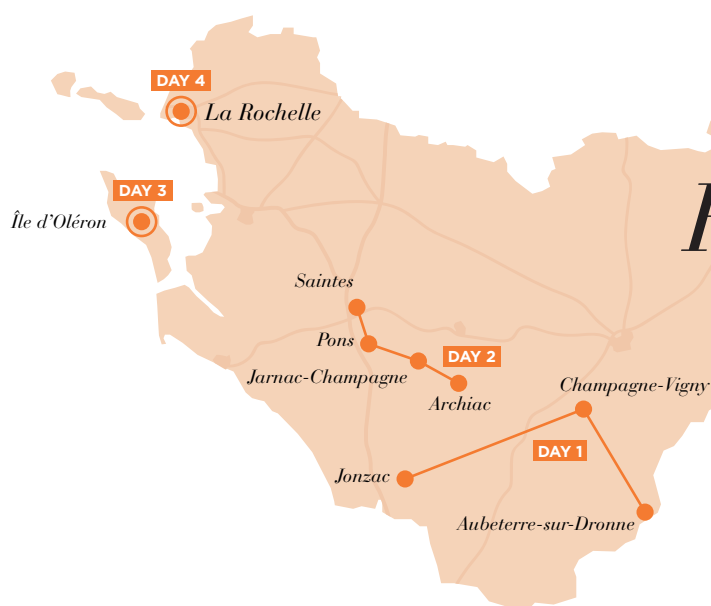 DAY 4
La Rochelle
DAY 3
Île d'Oléron
Saintes
Pons
DAY 2
Jarnac-Champagne
Champagne-Vigny
Archiac
DAY 1
Jonzac
Aubeterre-sur-Dronne